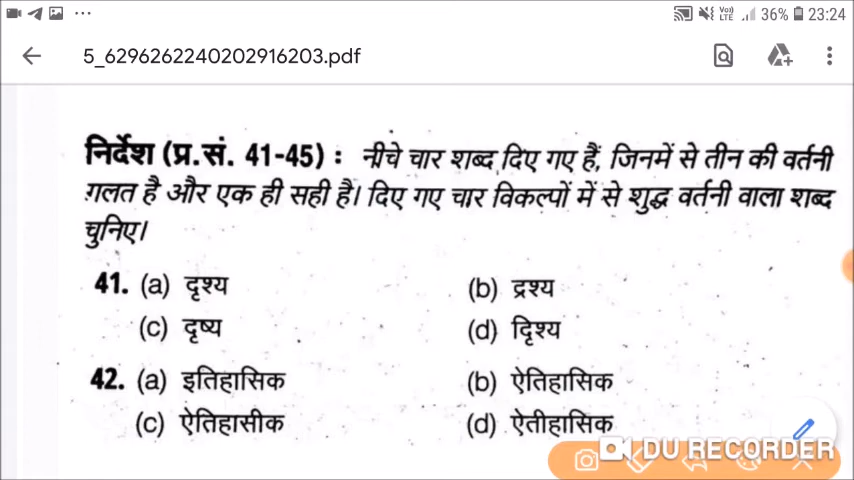 36% 23:24
5_6296262240202916203.pdf
निर्देश (प्र.सं. 41-45) : नीचे चार शब्द दिए गए हैं, जिनमें से तीन की वर्तनी
ग़लत है और एक ही सही है। दिए गए चार विकल्पों में से शुद्ध वर्तनी वाला शब्द
चुनिए।
41. (a) दृश्य (b) द्रश्य
(c) दृष्य (d) द्रिश्य
42. (a) इतिहासिक (b) ऐतिहासिक
(c) ऐतिहासीक (d) ऐतीहासिक
DU RECORDER